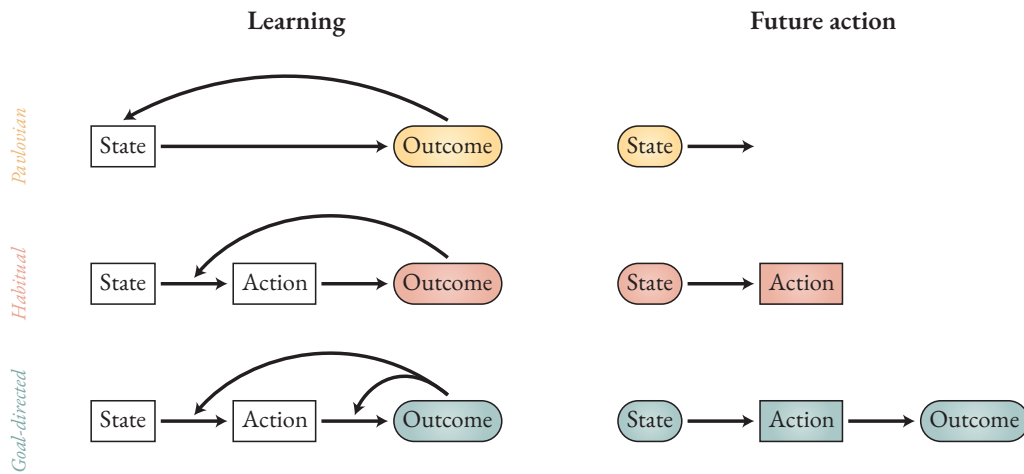 Learning
Future action
Pavlovian
State
Outcome
State
Habitual
State
Action
Outcome
State
Action
Goal-directed
State
Action
Outcome
State
Action
Outcome